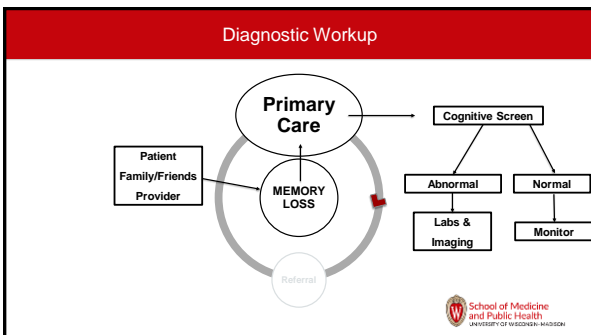 Diagnostic Workup
Primary
Care
Cognitive Screen
Patient
Family/Friends
Provider
MEMORY
LOSS
Abnormal
Normal
Labs &
Imaging
Monitor
Referral
School of Medicine
and Public Health
UNIVERSITY OF WISCONSIN-MADISON